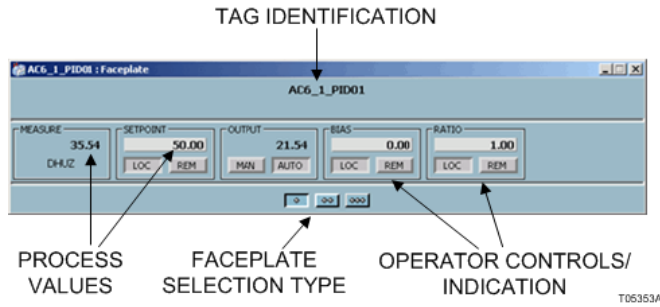 TAG IDENTIFICATION
AC6_1_PID01 : Faceplate
AC6_1_PID01
MEASURE SETPOINT OUTPUT BIAS RATIO
35.54 50.00 21.54 0.00 1.00
DHUZ LOC REM MAN AUTO LOC REM LOC REM
PROCESS VALUES
FACEPLATE SELECTION TYPE
OPERATOR CONTROLS/ INDICATION